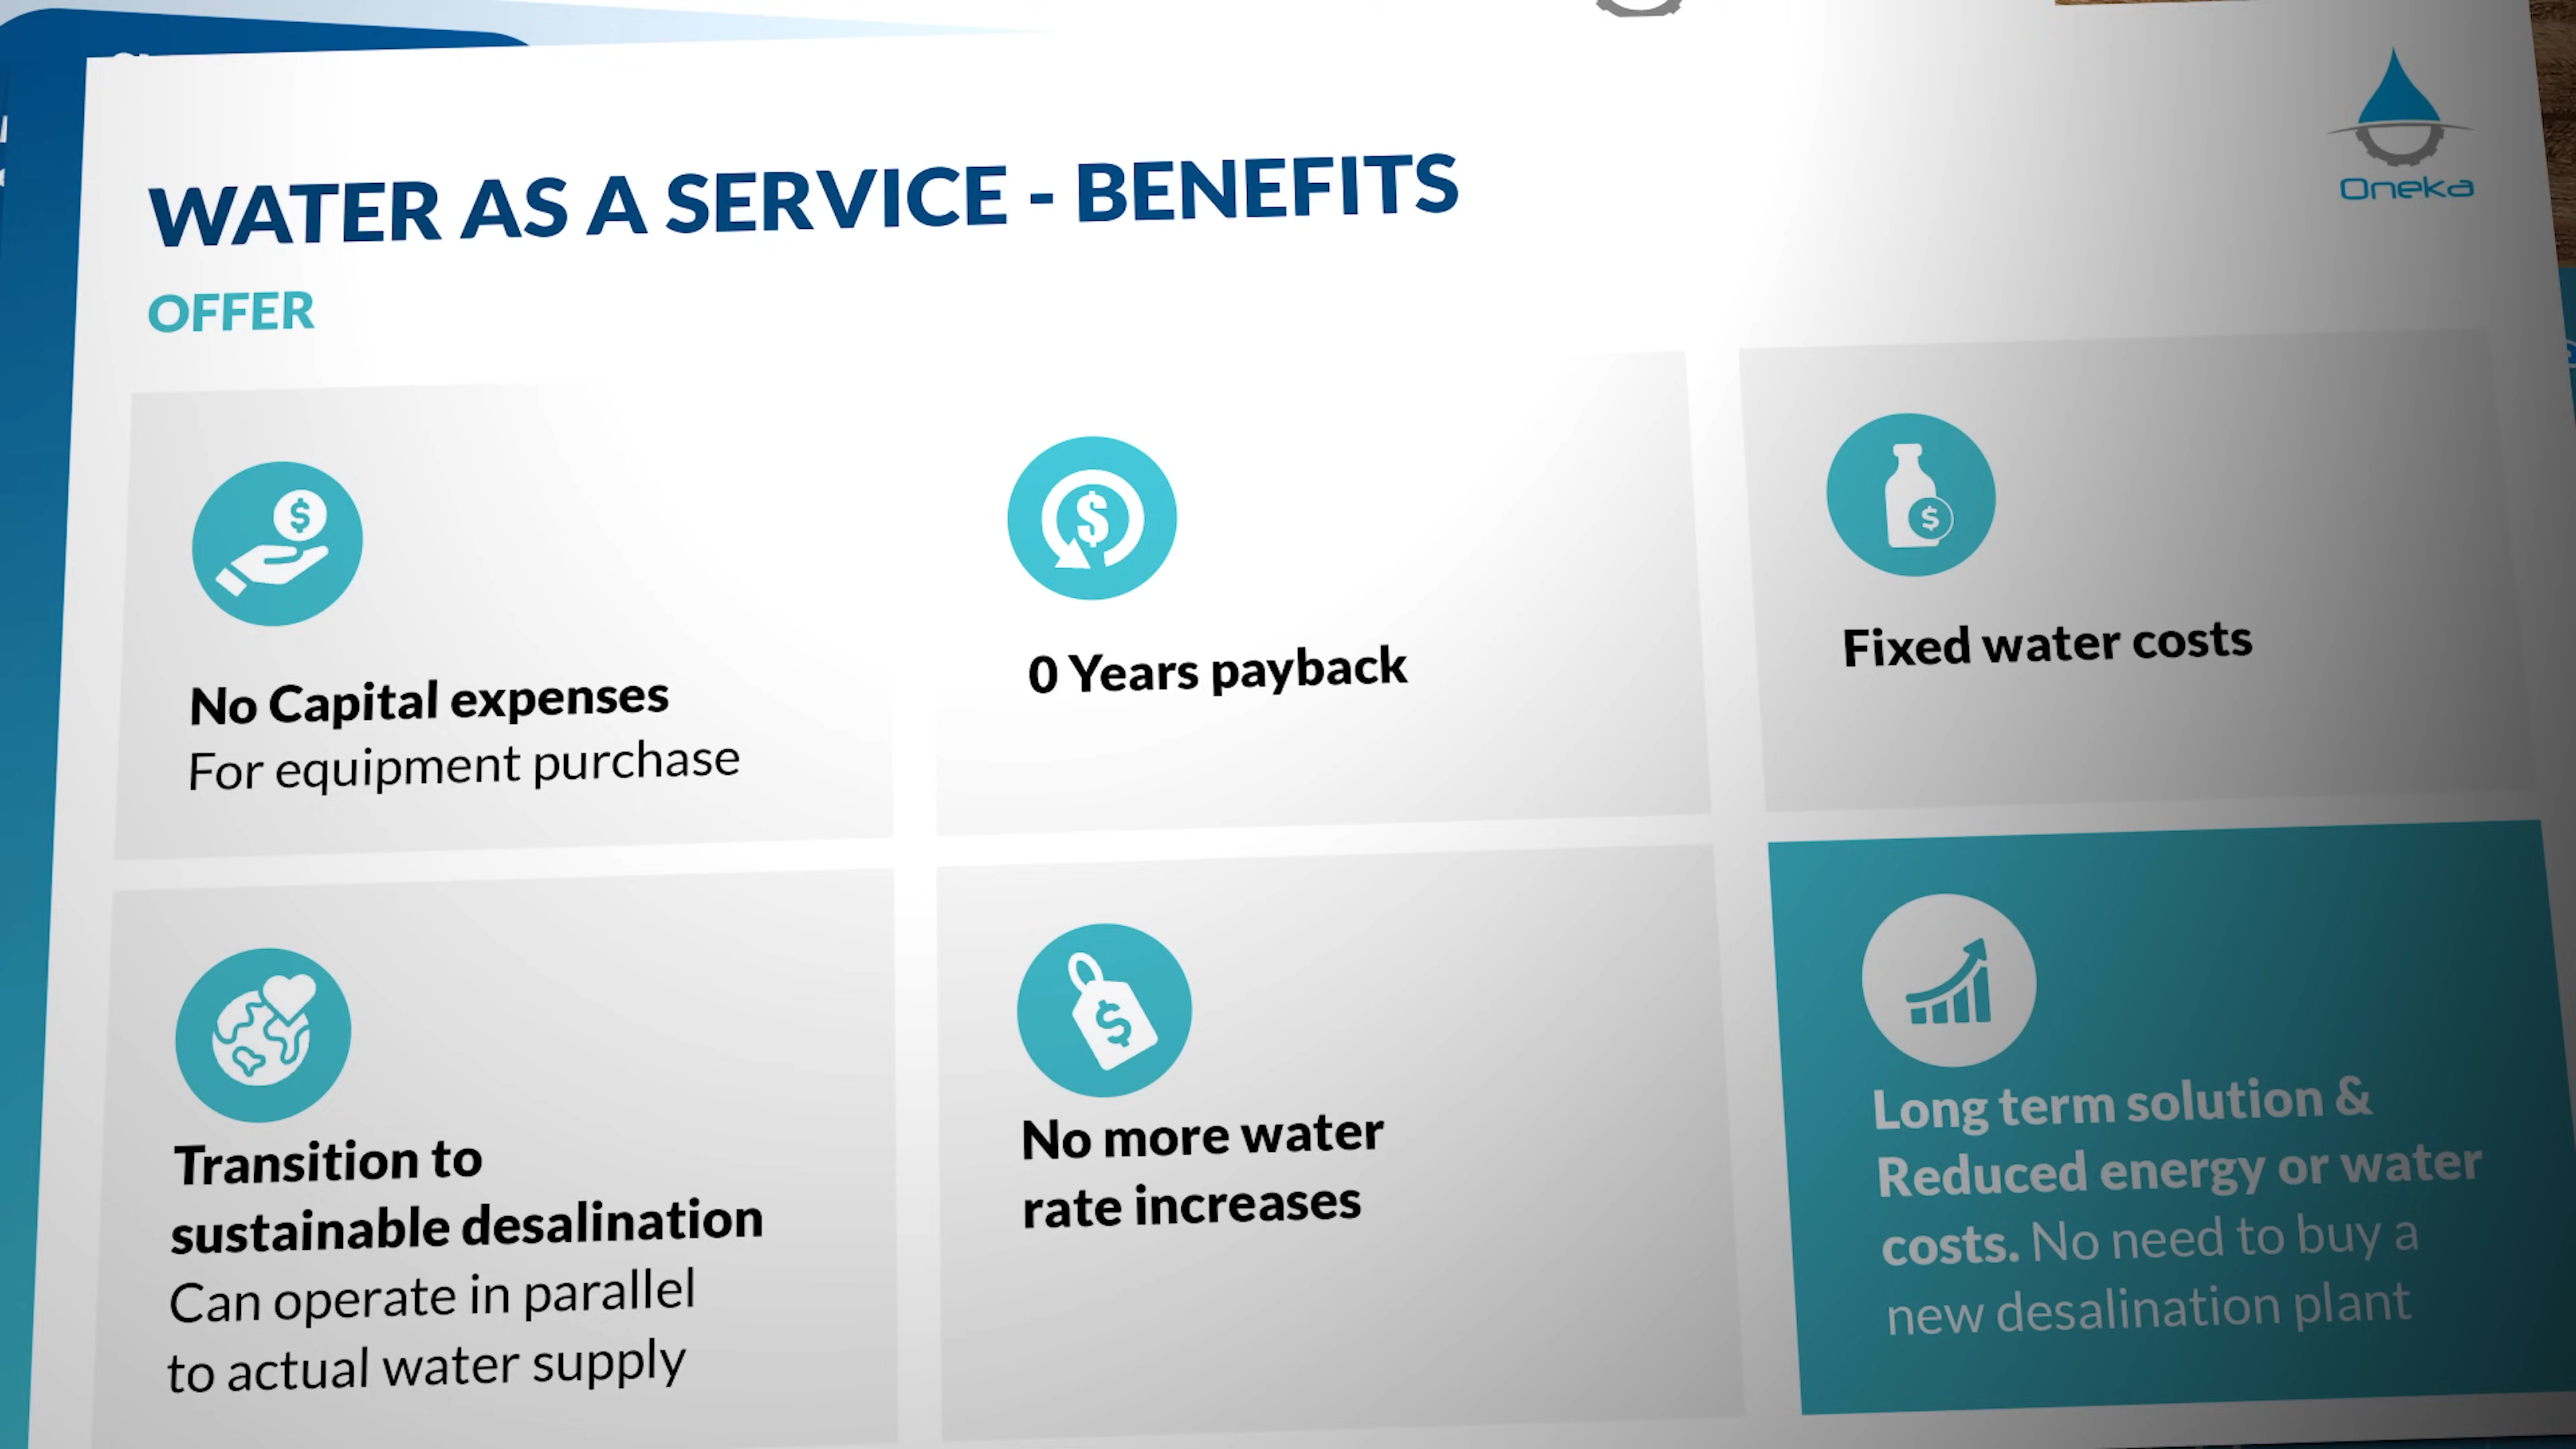 WATER AS A SERVICE - BENEFITS
OFFER
Oneka
No Capital expenses
For equipment purchase
0 Years payback
Fixed water costs
Transition to
sustainable desalination
Can operate in parallel
to actual water supply
No more water
rate increases
Long term solution &
Reduced energy or water
costs. No need to buy a
new desalination plant